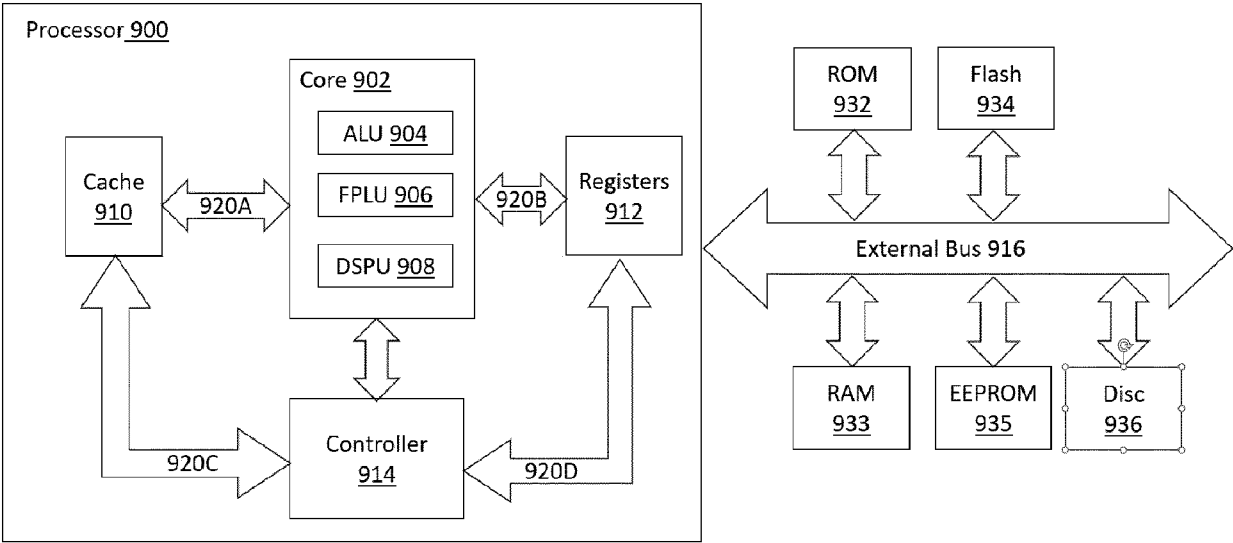 Processor 900
Core 902
ALU 904
FPLU 906
DSPU 908
Cache
910
920A
920B
Registers
912
920C
Controller
914
920D
ROM
932
Flash
934
External Bus 916
RAM
933
EEPROM
935
Disc
936